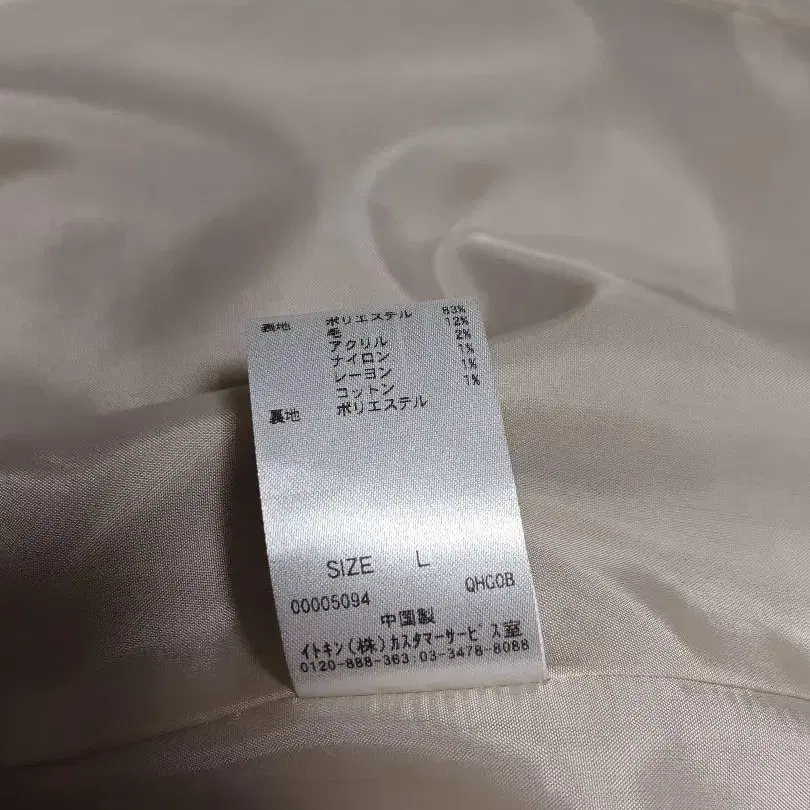 表地 ポリエステル 83%
毛 12%
アクリル 2%
ナイロン 1%
レーヨン 1%
コットン 1%
裏地 ポリエステル
SIZE L
00005094 QHC0B
中国製
イトキン(株)カスタマーサービス室
0120-888-363:03-3478-8088